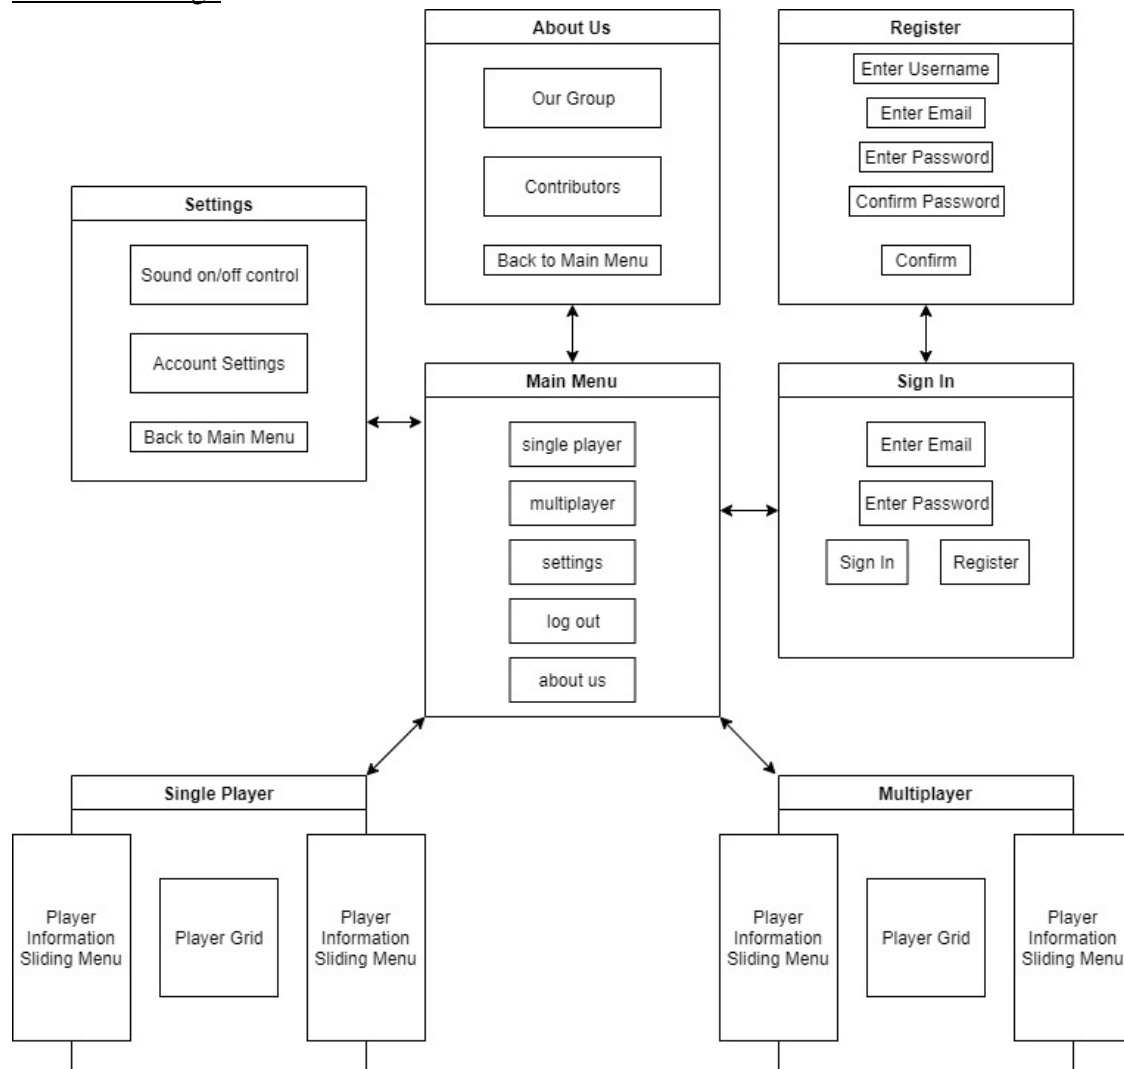 About Us
Our Group
Contributors
Back to Main Menu
Register
Enter Username
Enter Email
Enter Password
Confirm Password
Confirm
Settings
Sound on/off control
Account Settings
Back to Main Menu
Main Menu
single player
multiplayer
settings
log out
about us
Sign In
Enter Email
Enter Password
Sign In
Register
Single Player
Player
Information
Sliding Menu
Player Grid
Player
Information
Sliding Menu
Multiplayer
Player
Information
Sliding Menu
Player Grid
Player
Information
Sliding Menu